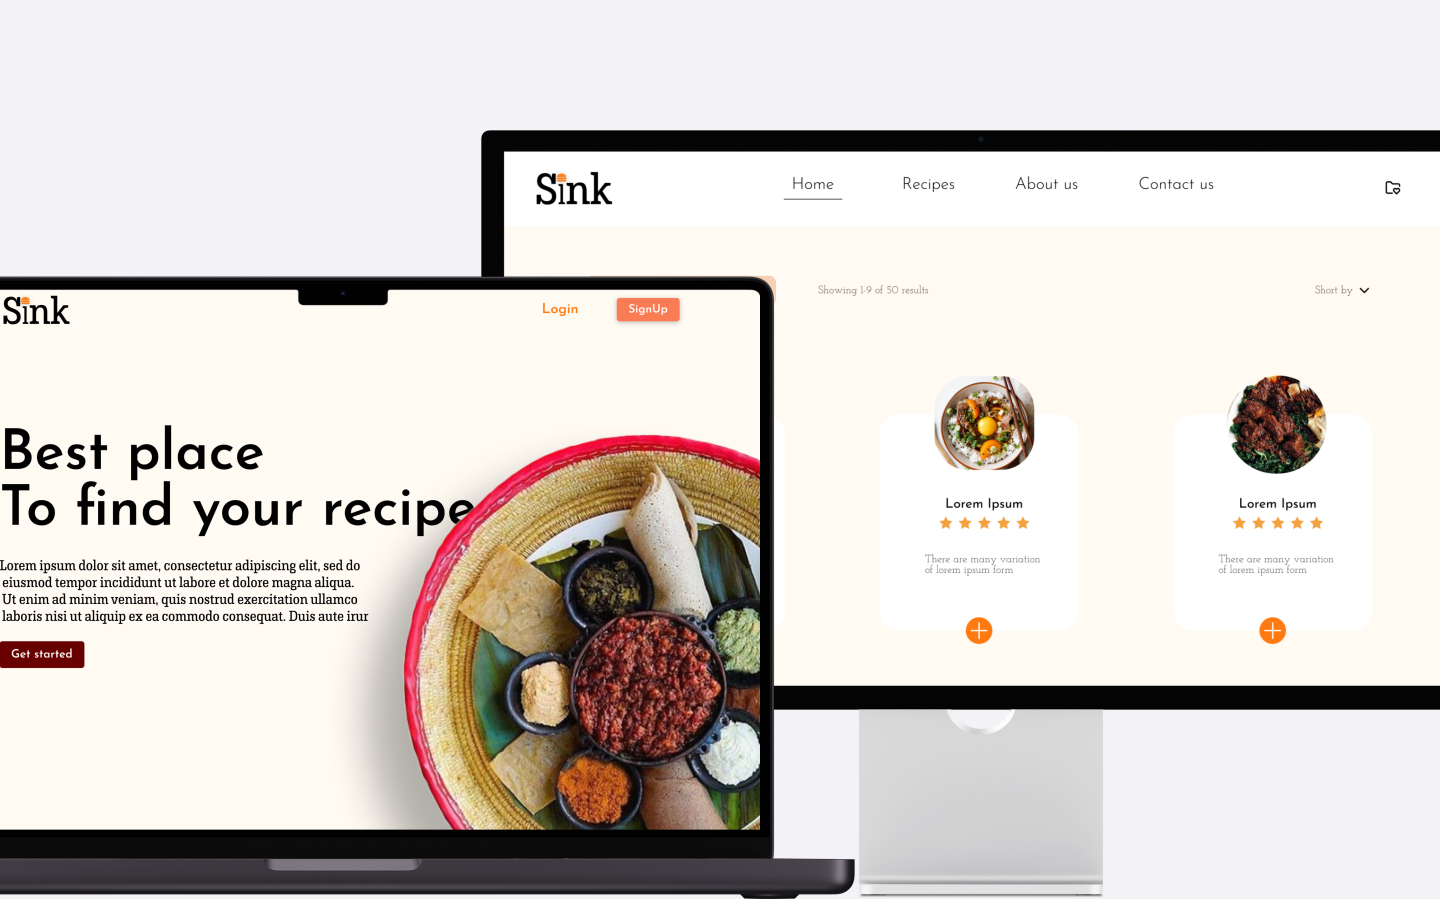 Sink
Home
Recipes
About us
Contact us
Showing 1-9 of 50 results
Short by
Lorem Ipsum
There are many variation
of lorem ipsum form
Lorem Ipsum
There are many variation
of lorem ipsum form
Sink
Login
SignUp
Best place
To find your recipe
Lorem ipsum dolor sit amet, consectetur adipiscing elit, sed do
eiusmod tempor incididunt ut labore et dolore magna aliqua.
Ut enim ad minim veniam, quis nostrud exercitation ullamco
laboris nisi ut aliquip ex ea commodo consequat. Duis aute irur
Get started